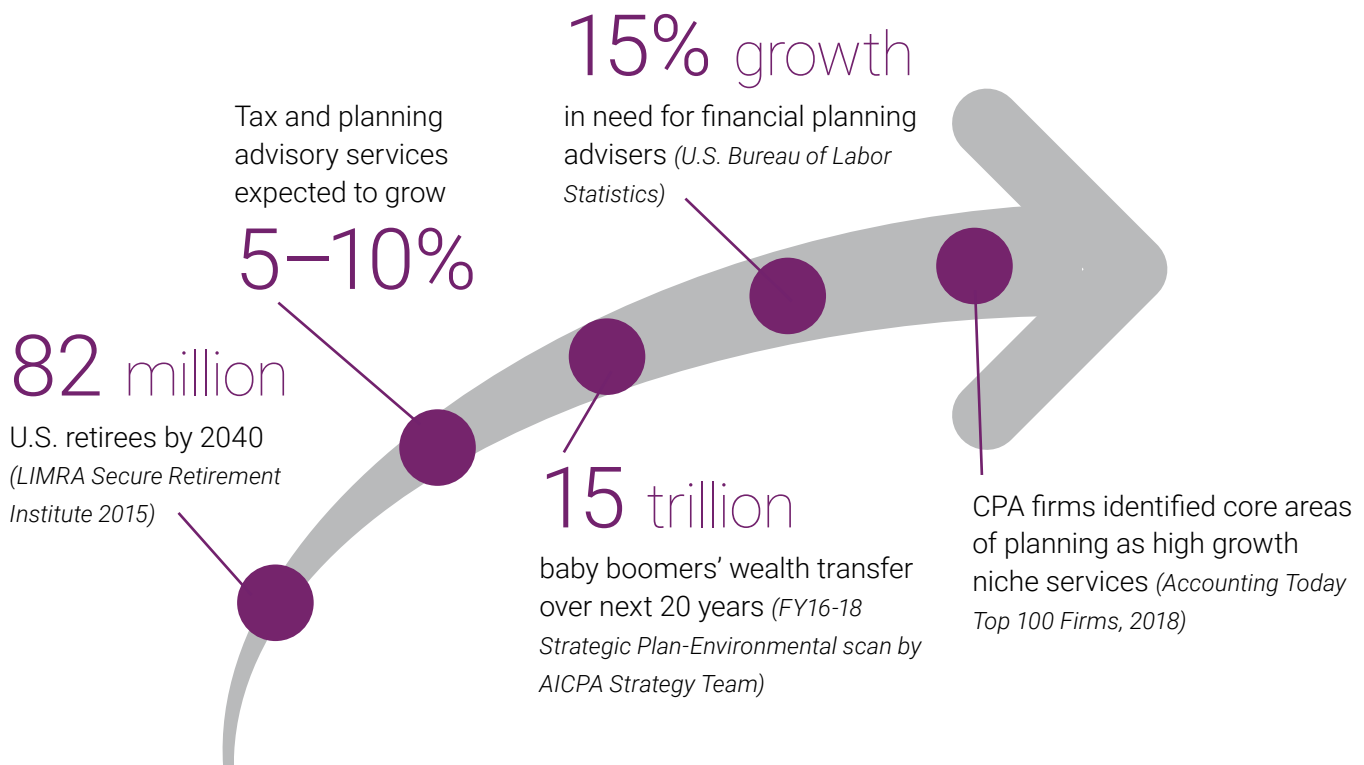 82 million
U.S. retirees by 2040
(LIMRA Secure Retirement
Institute 2015)
Tax and planning
advisory services
expected to grow
5–10%
15 trillion
baby boomers’ wealth transfer
over next 20 years (FY16-18
Strategic Plan-Environmental scan by
AICPA Strategy Team)
15% growth
in need for financial planning
advisers (U.S. Bureau of Labor
Statistics)
CPA firms identified core areas
of planning as high growth
niche services (Accounting Today
Top 100 Firms, 2018)